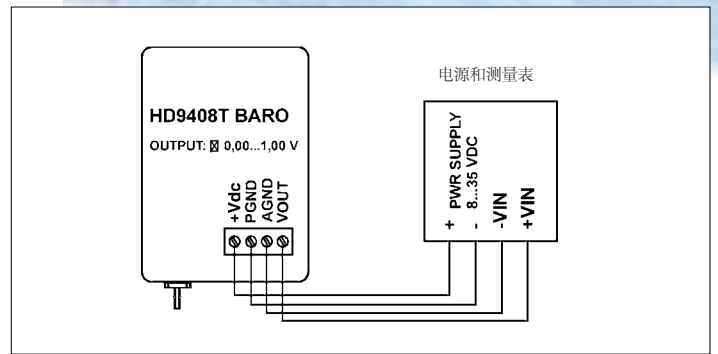 电源和测量表
HD9408T BARO
OUTPUT: ☒ 0,00...1,00 V
+Vdc
PGND
AGND
VOUT
+ PWR SUPPLY
- 8...35 VDC
-VIN
+VIN